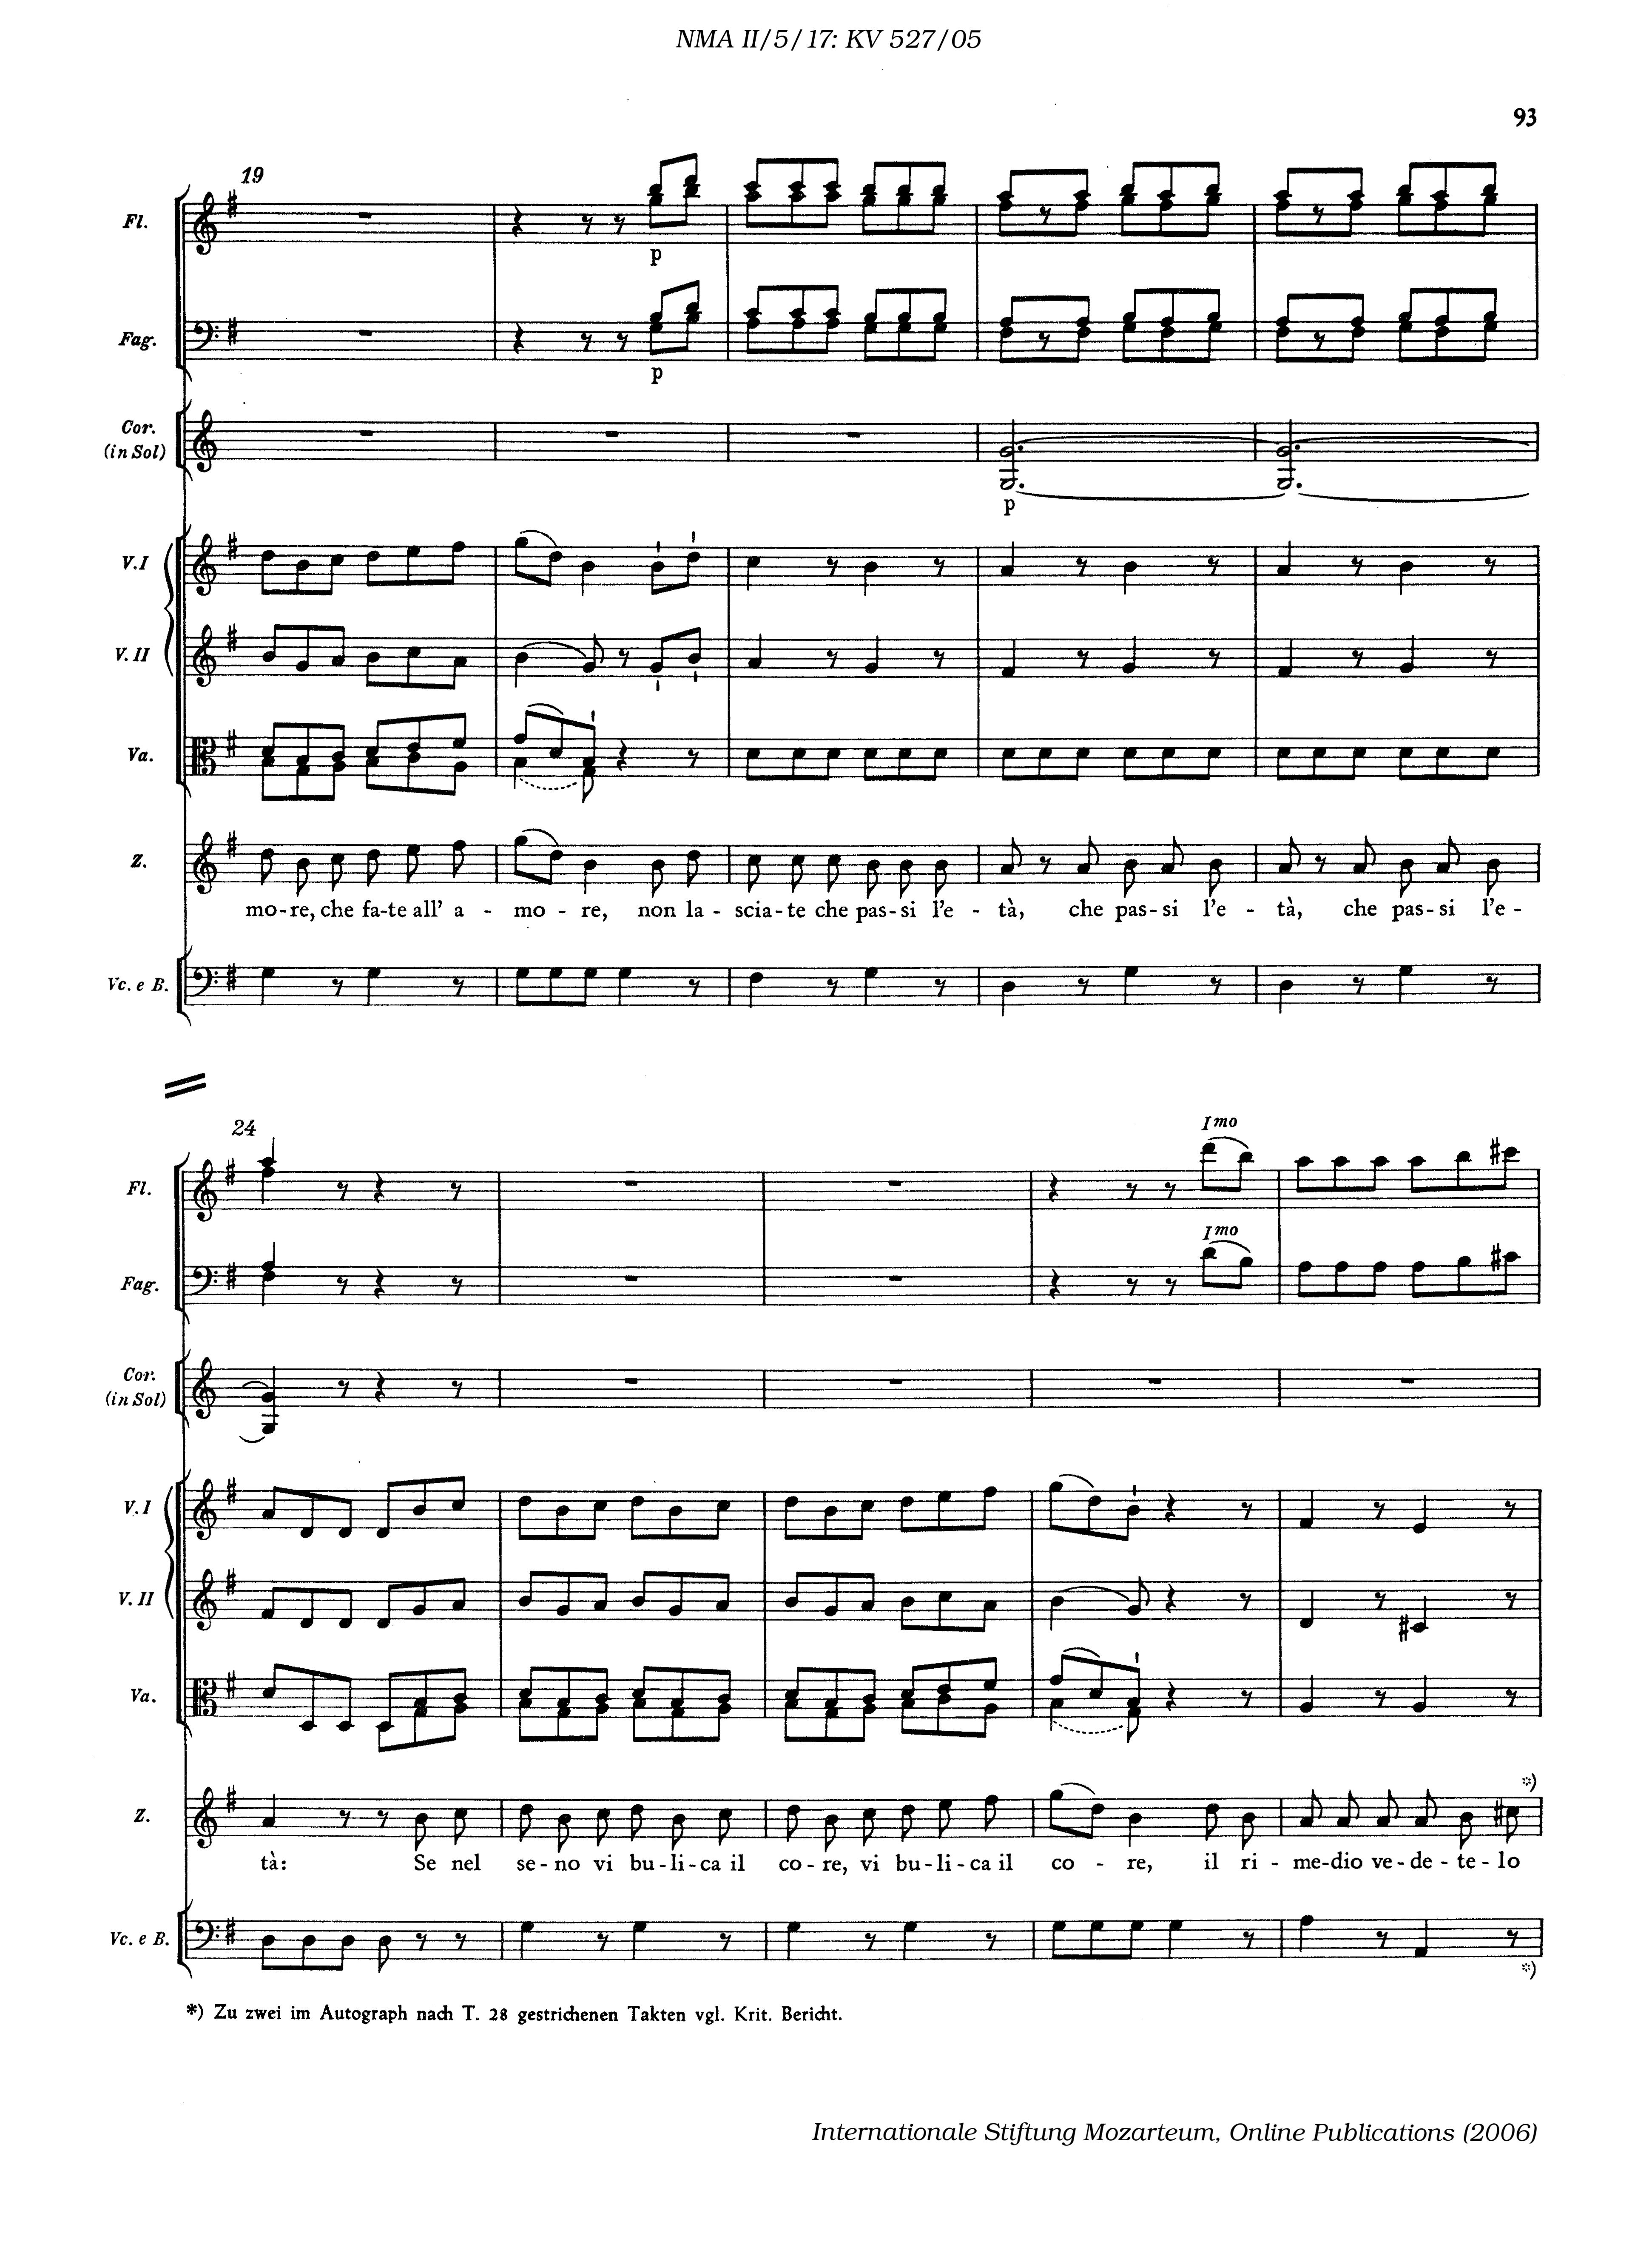 NMA II/5/17: KV 527/05
93
19
Fl.
p
Fag.
p
Cor.
(in Sol)
p
V. I
V. II
Va.
Z.
mo-re, che fa-te all' a - mo - re, non la - scia-te che pas-si l'e - tà, che pas-si l'e - tà, che pas-si l'e -
Vc. e B.
24
I mo
Fl.
I mo
Fag.
Cor.
(in Sol)
V. I
V. II
Va.
*)
Z.
tà: Se nel se-no vi bu-li-ca il co-re, vi bu-li-ca il co - re, il ri - me-dio ve-de-te-lo
Vc. e B.
*)
*) Zu zwei im Autograph nach T. 28 gestrichenen Takten vgl. Krit. Bericht.
Internationale Stiftung Mozarteum, Online Publications (2006)